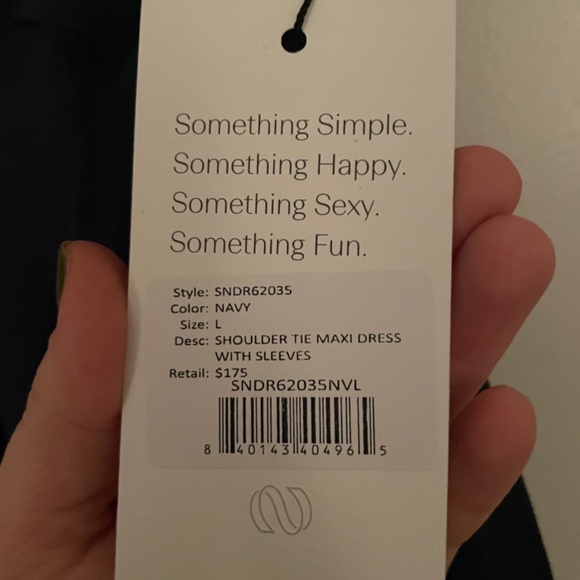 Something Simple.
Something Happy.
Something Sexy.
Something Fun.
Style: SNDR62035
Color: NAVY
Size: L
Desc: SHOULDER TIE MAXI DRESS
WITH SLEEVES
Retail: $175
SNDR62035NVL
8 40143 40496 5